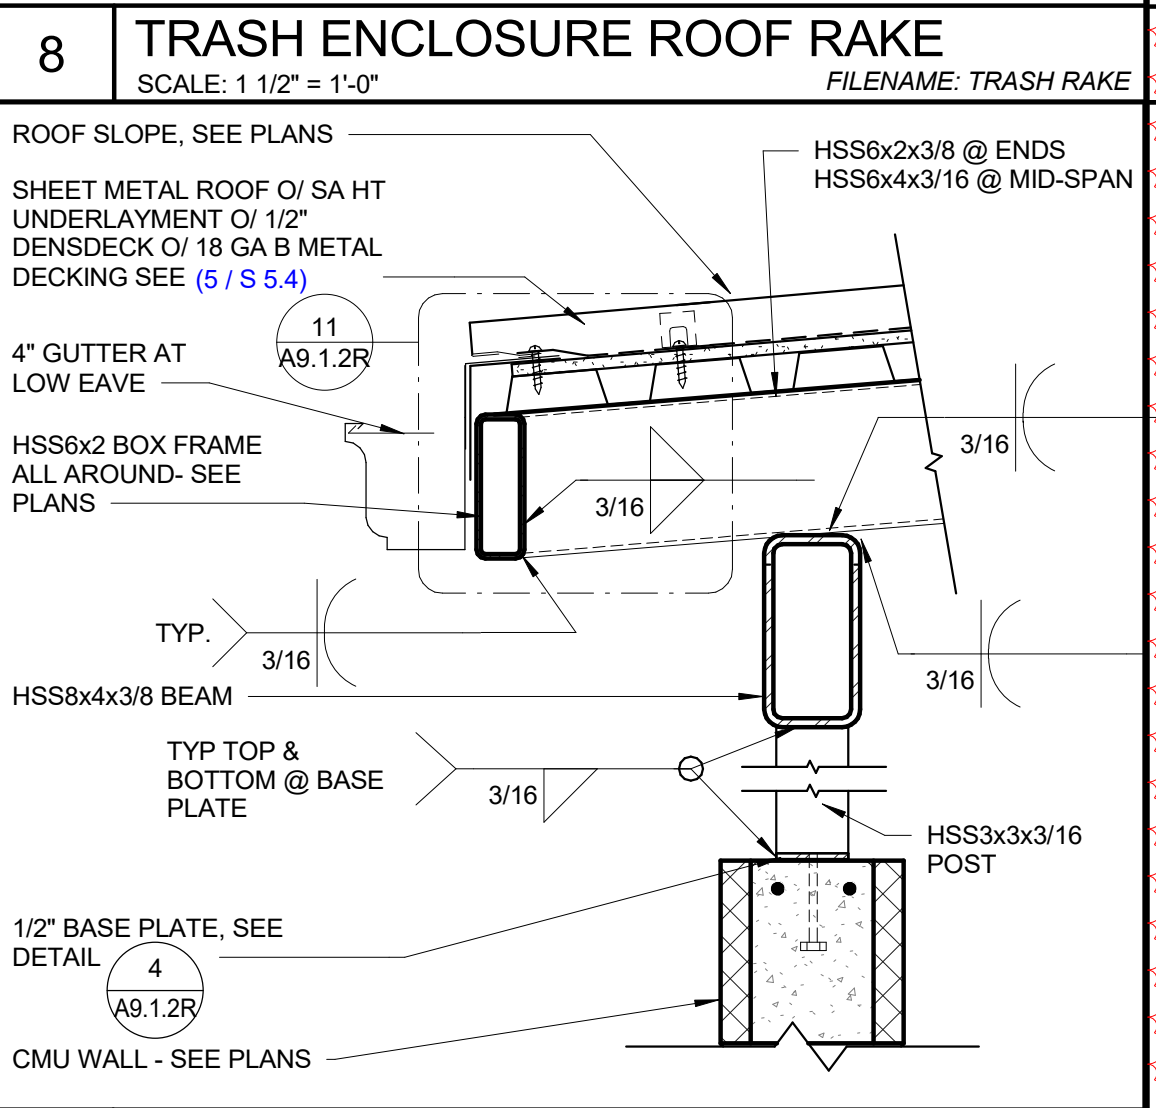 8
TRASH ENCLOSURE ROOF RAKE
SCALE: 1 1/2" = 1'-0"
FILENAME: TRASH RAKE
ROOF SLOPE, SEE PLANS
HSS6x2x3/8 @ ENDS
HSS6x4x3/16 @ MID-SPAN
SHEET METAL ROOF O/ SA HT
UNDERLAYMENT O/ 1/2"
DENSDECK O/ 18 GA B METAL
DECKING SEE (5 / S 5.4)
11
A9.1.2R
4" GUTTER AT
LOW EAVE
HSS6x2 BOX FRAME
ALL AROUND- SEE
PLANS
3/16
3/16
TYP.
3/16
3/16
HSS8x4x3/8 BEAM
TYP TOP &
BOTTOM @ BASE
PLATE
3/16
HSS3x3x3/16
POST
1/2" BASE PLATE, SEE
DETAIL
4
A9.1.2R
CMU WALL - SEE PLANS